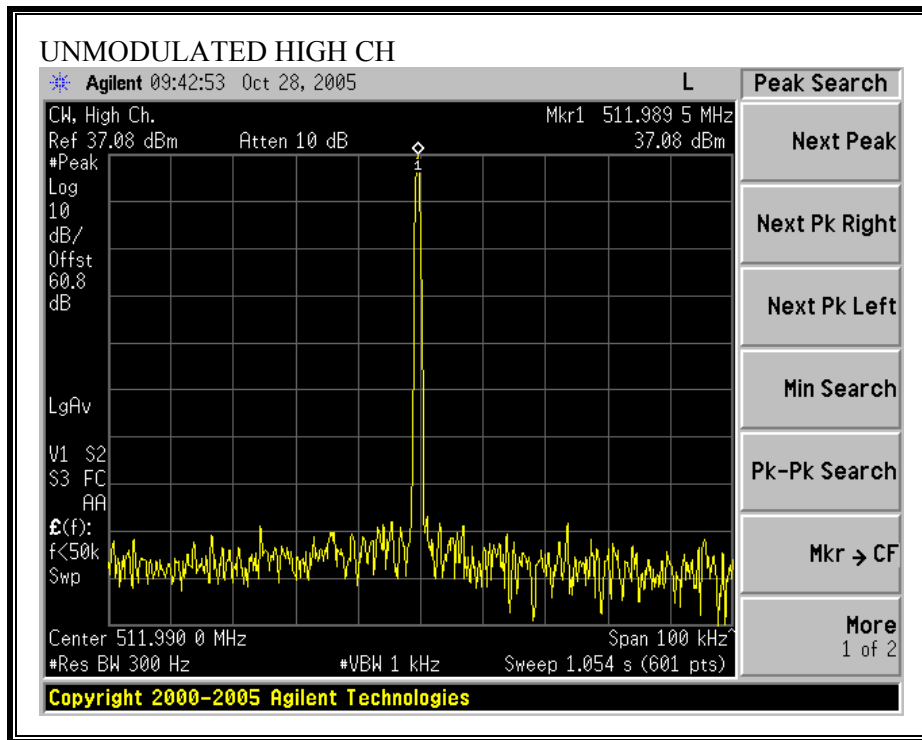 UNMODULATED HIGH CH
Agilent 09:42:53 Oct 28, 2005 L
Peak Search
CW, High Ch. Mkr1 511.989 5 MHz
Ref 37.08 dBm Atten 10 dB 37.08 dBm
#Peak
1
Log
10
dB/
Offst
60.8
dB
LgAv
V1 S2
S3 FC
AA
£(f):
f<50k
Swp
Center 511.990 0 MHz Span 100 kHz^
#Res BW 300 Hz #VBW 1 kHz Sweep 1.054 s (601 pts)
Copyright 2000-2005 Agilent Technologies
Next Peak
Next Pk Right
Next Pk Left
Min Search
Pk-Pk Search
Mkr → CF
More
1 of 2